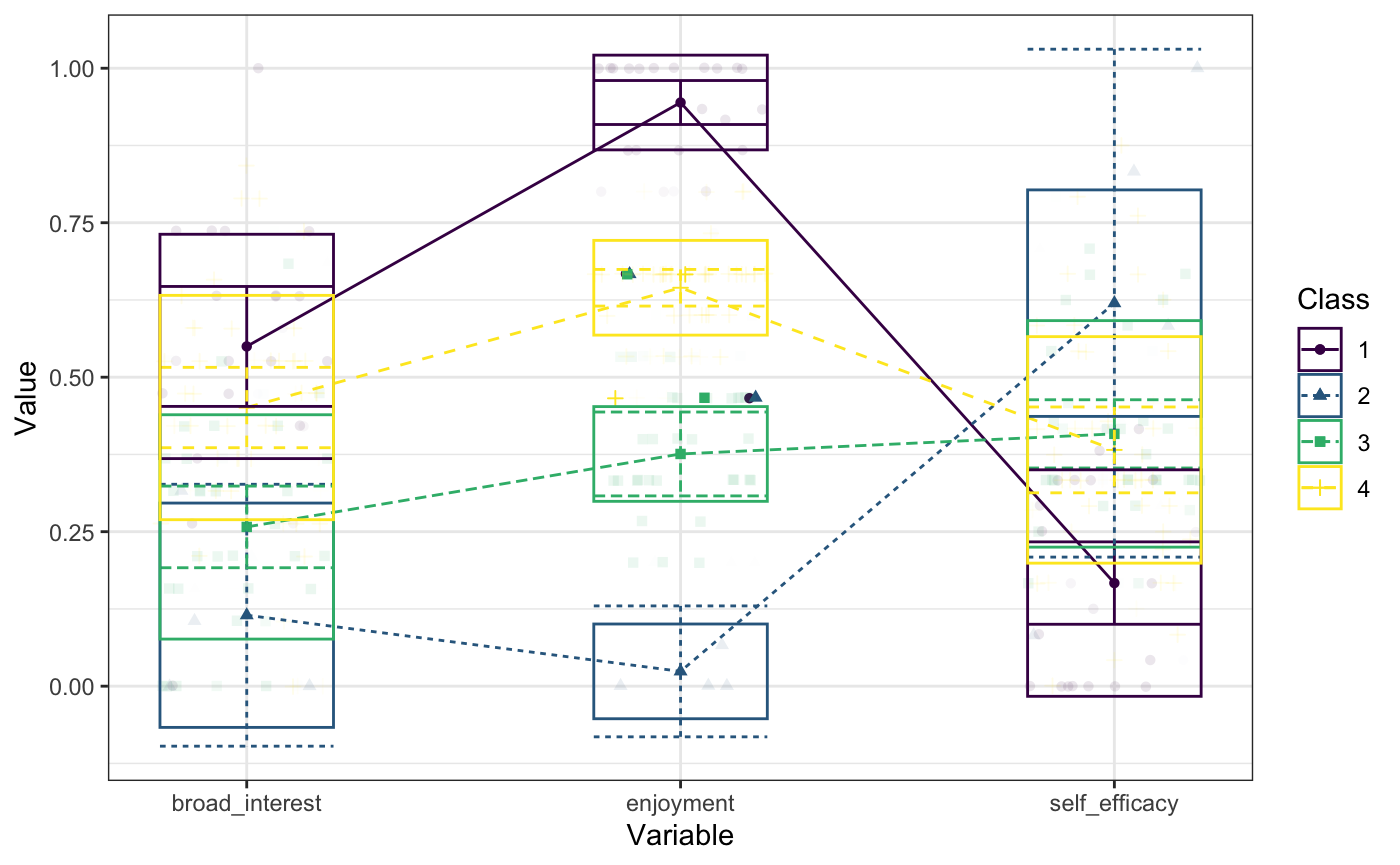 1.00
0.75
0.50
0.25
0.00
Value
broad_interest
enjoyment
self_efficacy
Variable
Class
1
2
3
4